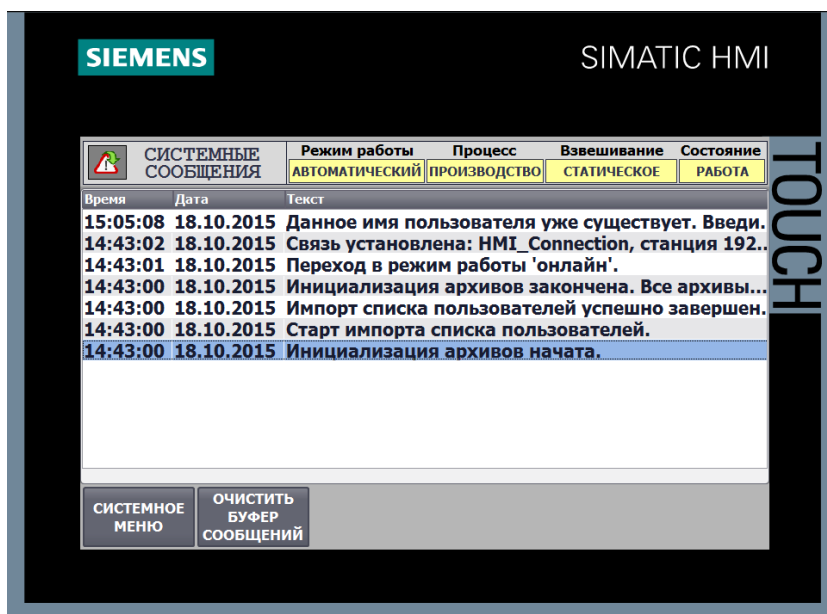 SIEMENS
SIMATIC HMI
TOUCH
СИСТЕМНЫЕ
СООБЩЕНИЯ
Режим работы Процесс Взвешивание Состояние
АВТОМАТИЧЕСКИЙ ПРОИЗВОДСТВО СТАТИЧЕСКОЕ РАБОТА
Время Дата Текст
15:05:08 18.10.2015 Данное имя пользователя уже существует. Введи.
14:43:02 18.10.2015 Связь установлена: HMI_Connection, станция 192..
14:43:01 18.10.2015 Переход в режим работы 'онлайн'.
14:43:00 18.10.2015 Инициализация архивов закончена. Все архивы...
14:43:00 18.10.2015 Импорт списка пользователей успешно завершен.
14:43:00 18.10.2015 Старт импорта списка пользователей.
14:43:00 18.10.2015 Инициализация архивов начата.
СИСТЕМНОЕ
МЕНЮ
ОЧИСТИТЬ
БУФЕР
СООБЩЕНИЙ